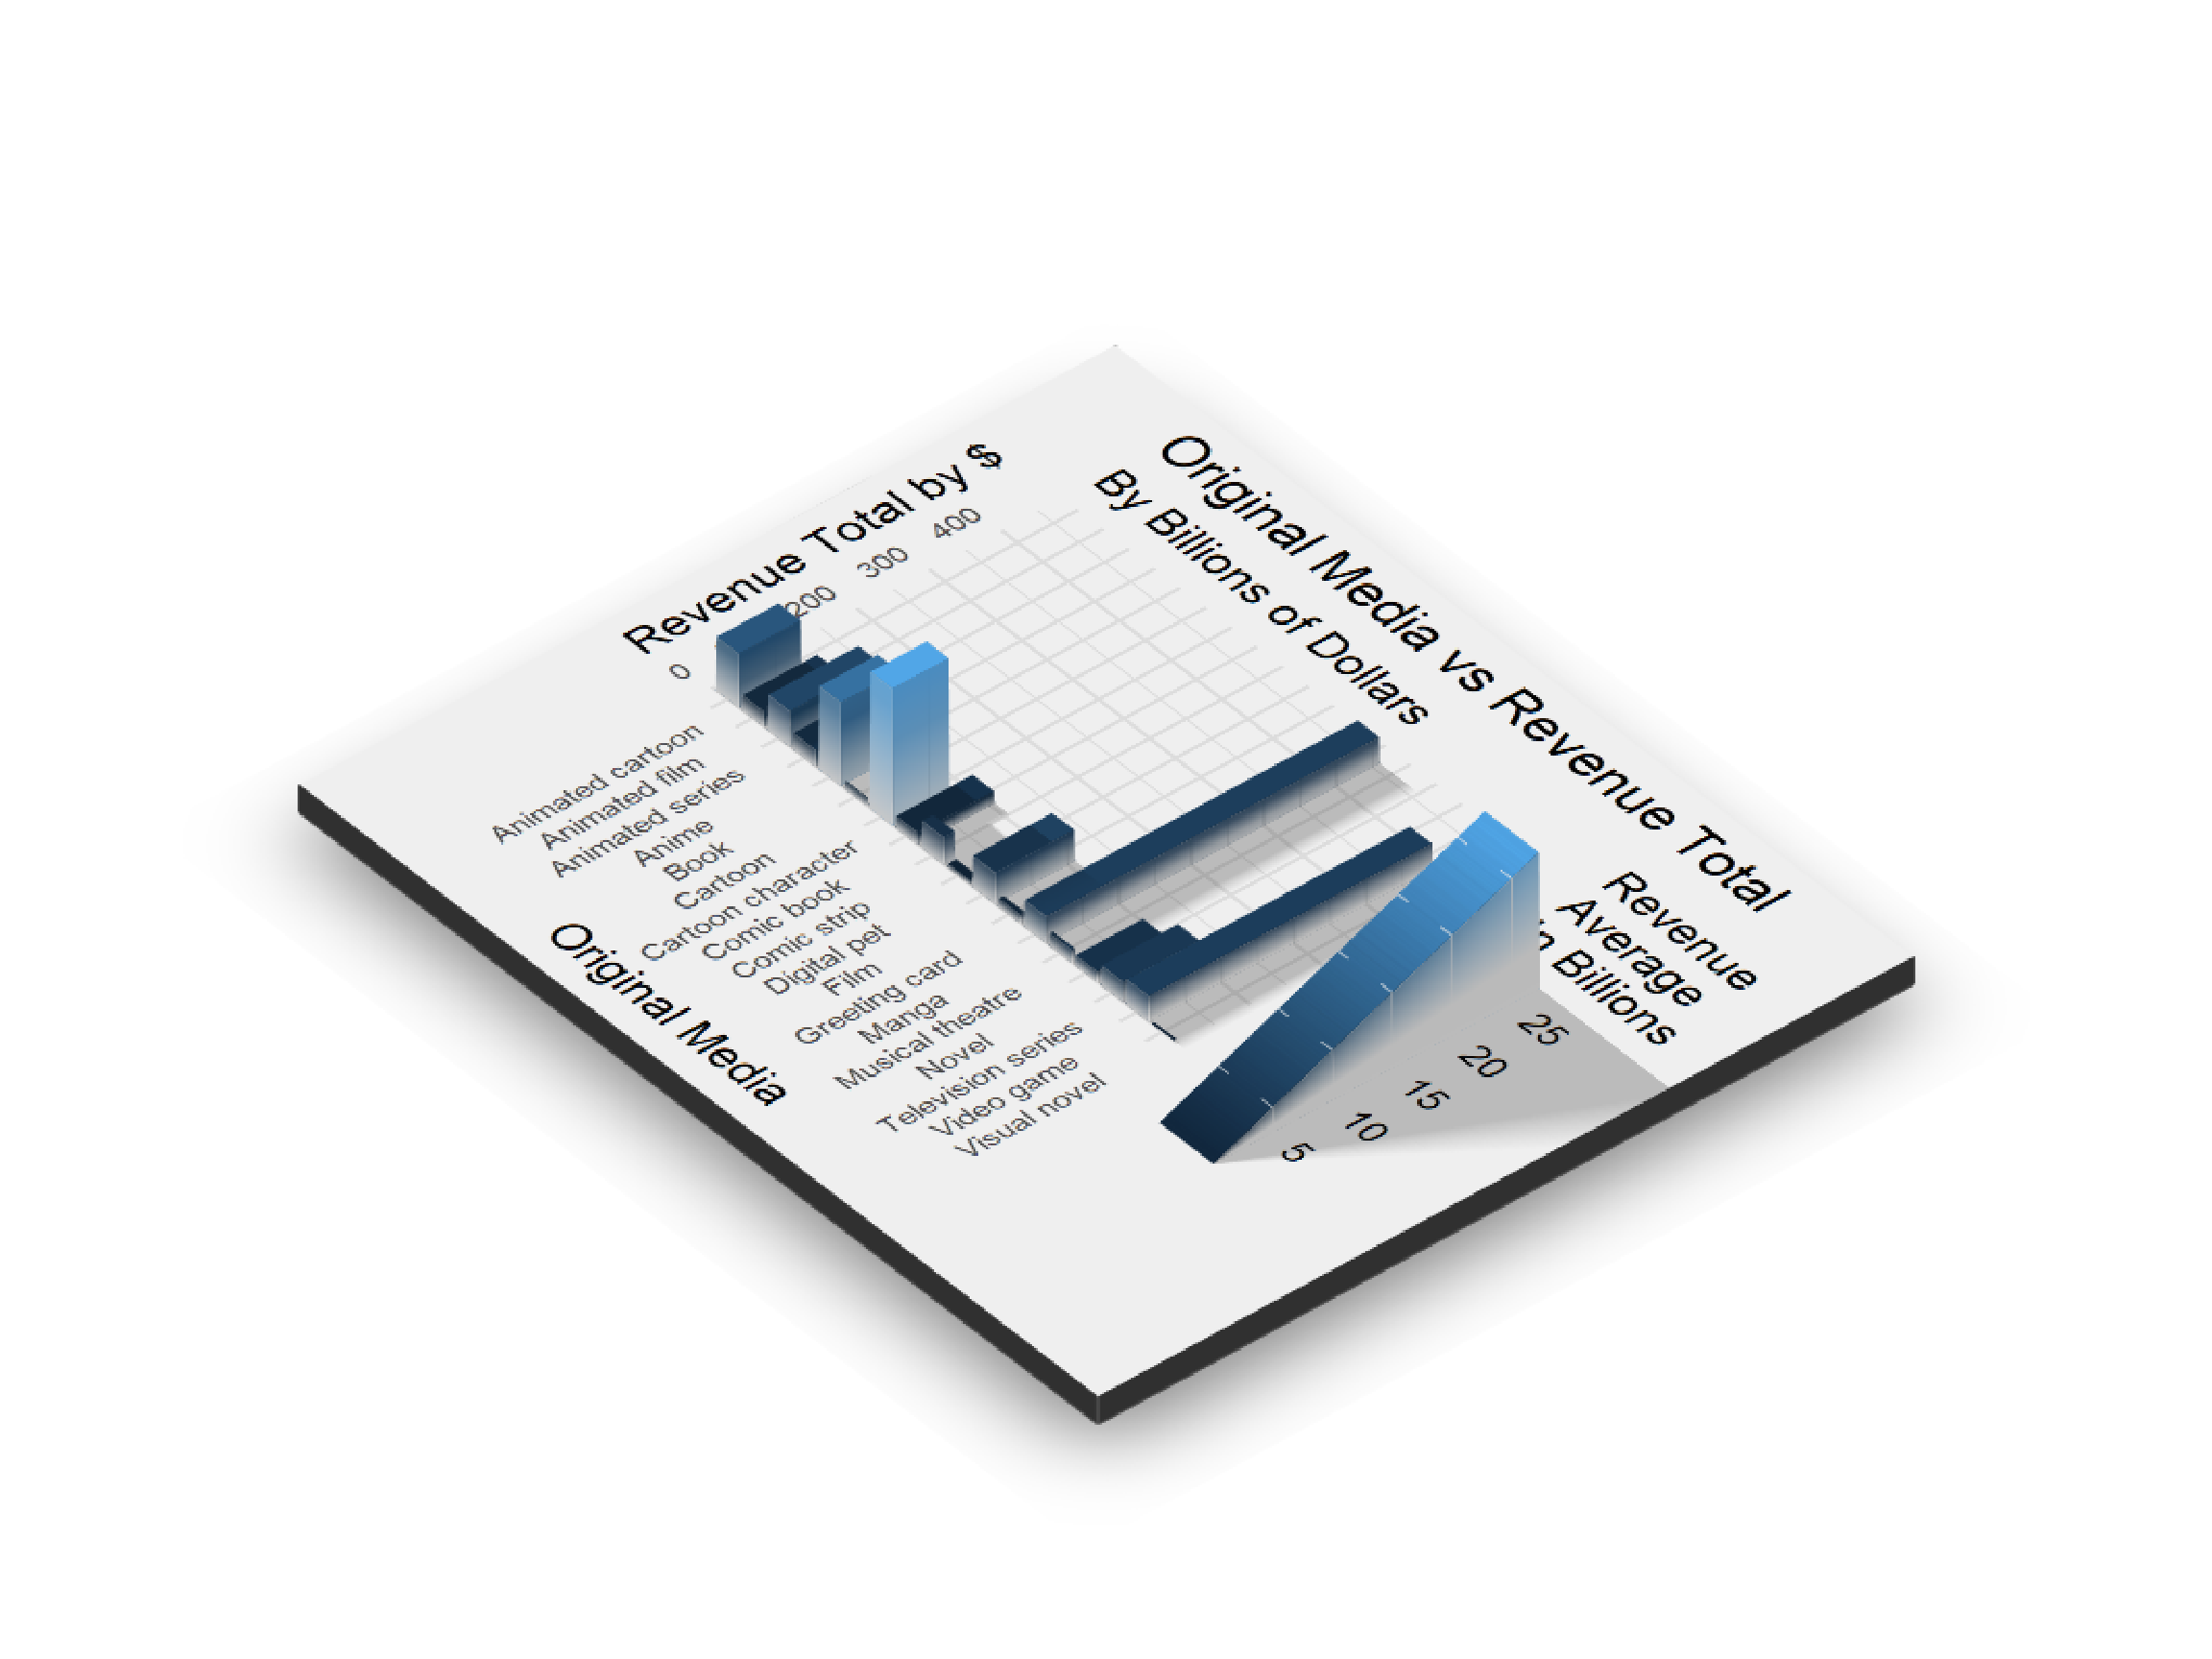 Original Media vs Revenue Total
By Billions of Dollars
Revenue Total by $
0
200
300
400
Animated cartoon
Animated film
Animated series
Anime
Book
Cartoon
Cartoon character
Comic book
Comic strip
Digital pet
Film
Greeting card
Manga
Musical theatre
Novel
Television series
Video game
Visual novel
Original Media
Revenue
Average
Billions
25
20
15
10
5